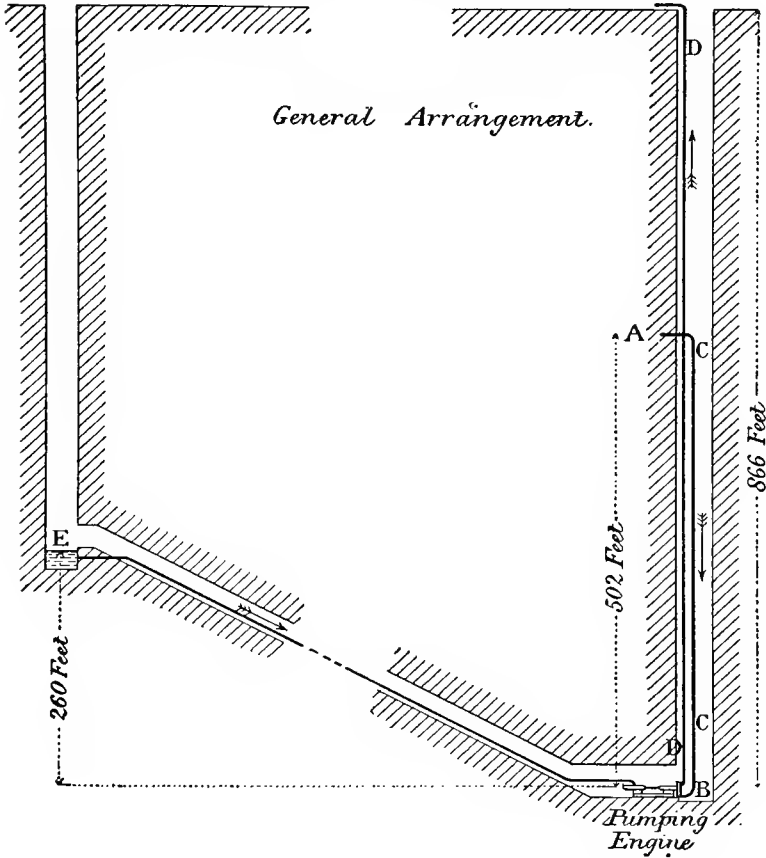 D
General Arrangement.
A
C
866 Feet
E
502 Feet
260 Feet
C
D
B
Pumping
Engine